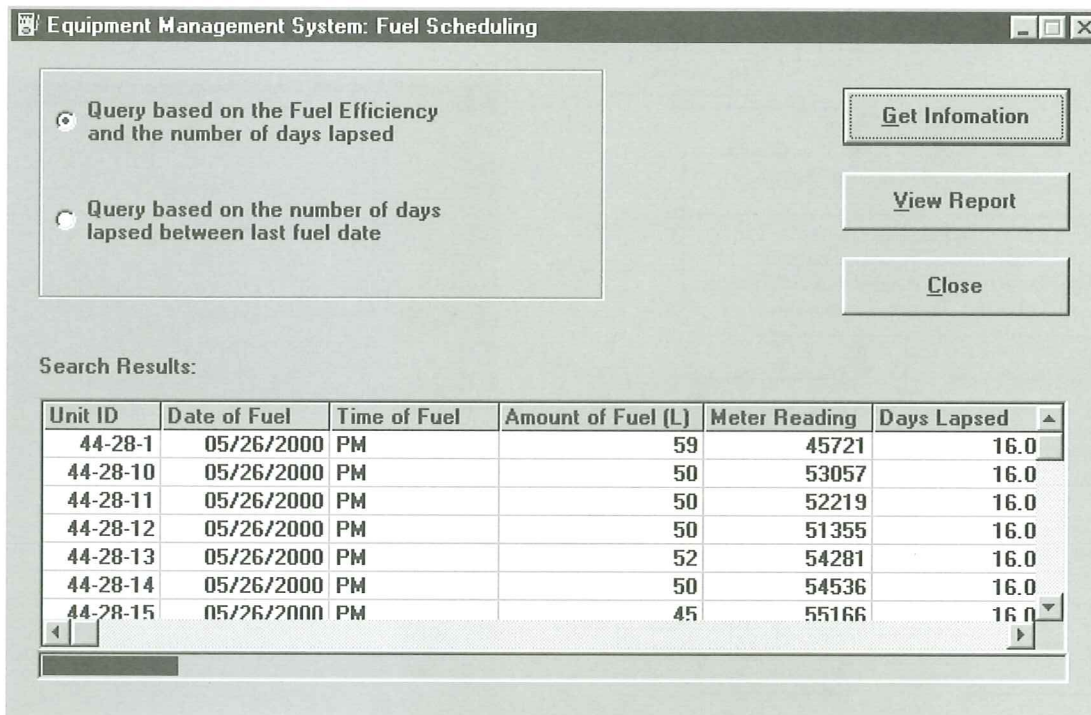 Equipment Management System: Fuel Scheduling
Query based on the Fuel Efficiency
and the number of days lapsed
Query based on the number of days
lapsed between last fuel date
Get Infomation
View Report
Close
Search Results:
Unit ID Date of Fuel Time of Fuel Amount of Fuel (L) Meter Reading Days Lapsed
44-28-1 05/26/2000 PM 59 45721 16.0
44-28-10 05/26/2000 PM 50 53057 16.0
44-28-11 05/26/2000 PM 50 52219 16.0
44-28-12 05/26/2000 PM 50 51355 16.0
44-28-13 05/26/2000 PM 52 54281 16.0
44-28-14 05/26/2000 PM 50 54536 16.0
44-28-15 05/26/2000 PM 45 55166 16.0